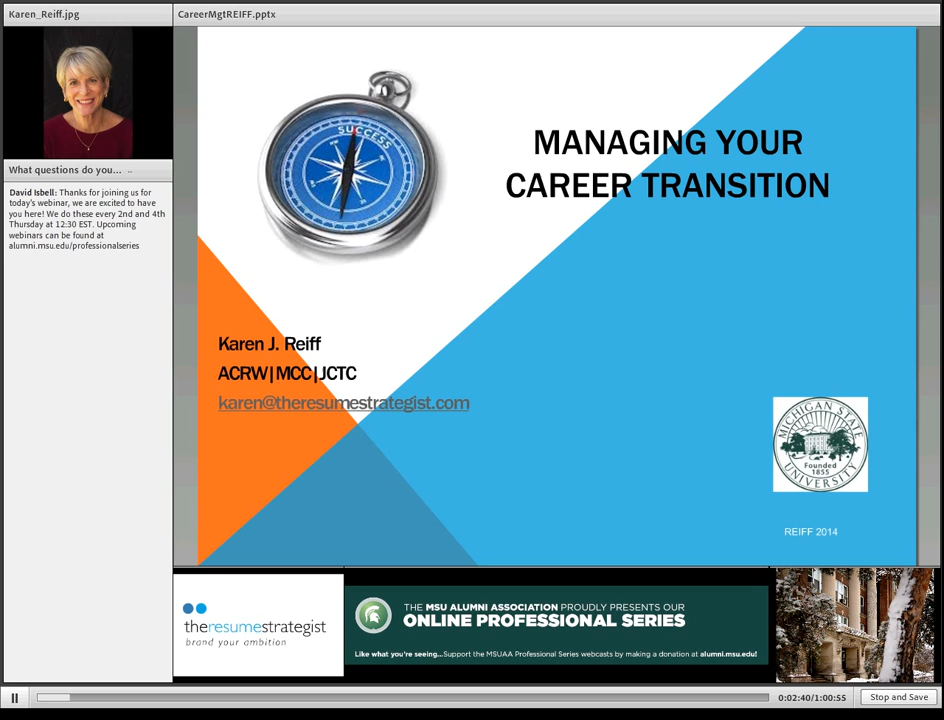 Karen_Reiff.jpg
CareerMgtREIFF.pptx
What questions do you... ..
David Isbell: Thanks for joining us for
today's webinar, we are excited to have
you here! We do these every 2nd and 4th
Thursday at 12:30 EST. Upcoming
webinars can be found at
alumni.msu.edu/professionalseries
SUCCESS
MANAGING YOUR
CAREER TRANSITION
Karen J. Reiff
ACRW|MCC|JCTC
karen@theresumestrategist.com
MICHIGAN STATE
UNIVERSITY
Founded
1855
REIFF 2014
theresumestrategist
brand your ambition
THE MSU ALUMNI ASSOCIATION PROUDLY PRESENTS OUR
ONLINE PROFESSIONAL SERIES
Like what you're seeing...Support the MSUAA Professional Series webcasts by making a donation at alumni.msu.edu!
0:02:40/1:00:55
Stop and Save